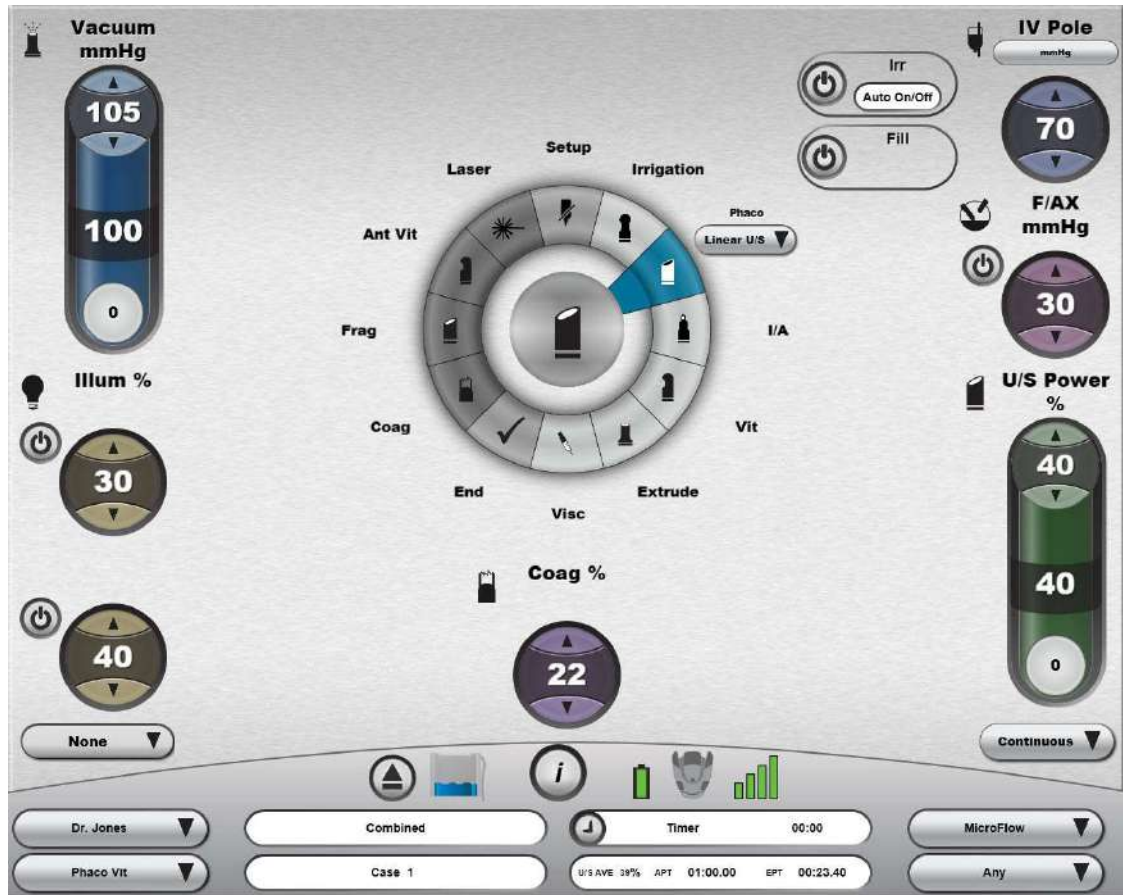 Vacuum
mmHg
105
100
0
Illum %
30
40
None
Setup
Laser
Irrigation
Ant Vit
Phaco
Linear U/S
Frag
I/A
Coag
Vit
End
Extrude
Visc
Coag %
22
Irr
Auto On/Off
Fill
IV Pole
mmHg
70
F/AX
mmHg
30
U/S Power
%
40
40
0
Continuous
i
Dr. Jones
Combined
Timer 00:00
MicroFlow
Phaco Vit
Case 1
U/S AVE 39% APT 01:00.00 EPT 00:23.40
Any